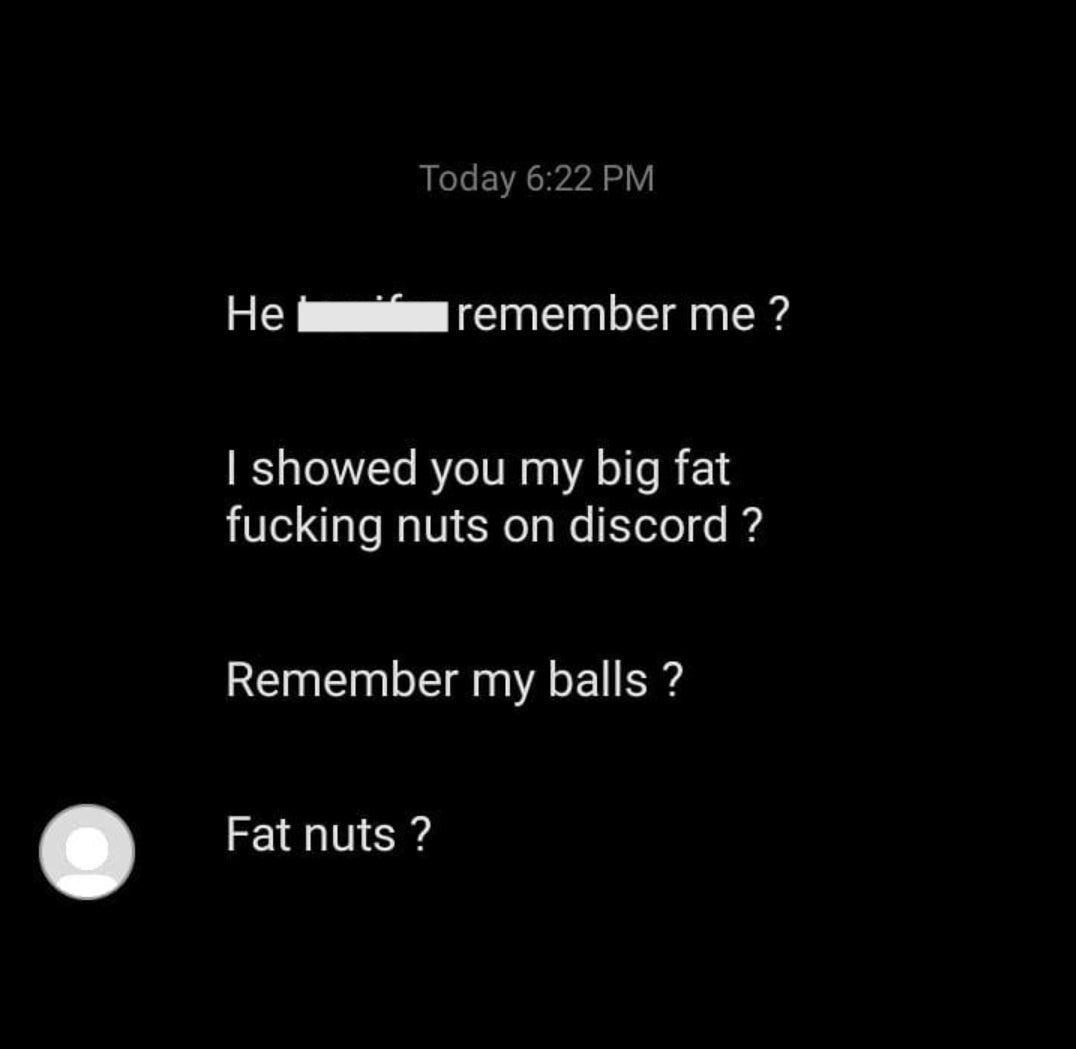 Today 6:22 PM
He remember me ?
I showed you my big fat
fucking nuts on discord ?
Remember my balls ?
Fat nuts ?